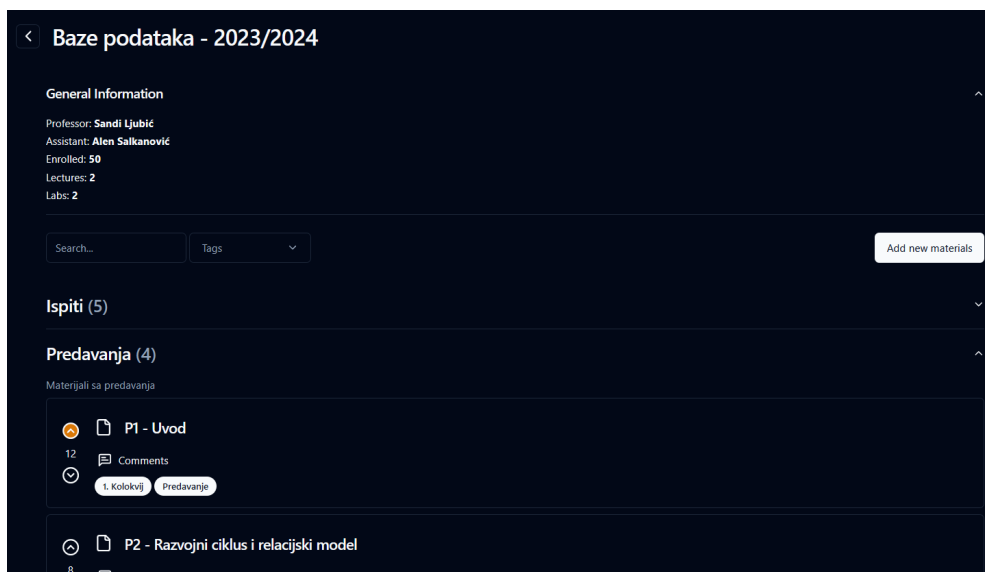 Baze podataka - 2023/2024
General Information
Professor: Sandi Ljubić
Assistant: Alen Salkanović
Enrolled: 50
Lectures: 2
Labs: 2
Search... Tags Add new materials
Ispiti (5)
Predavanja (4)
Materijali sa predavanja
P1 - Uvod
12
Comments
1. Kolokvij Predavanje
P2 - Razvojni ciklus i relacijski model
8